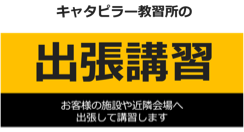 キャタピラー教習所の
出張講習
お客様の施設や近隣会場へ
出張して講習します